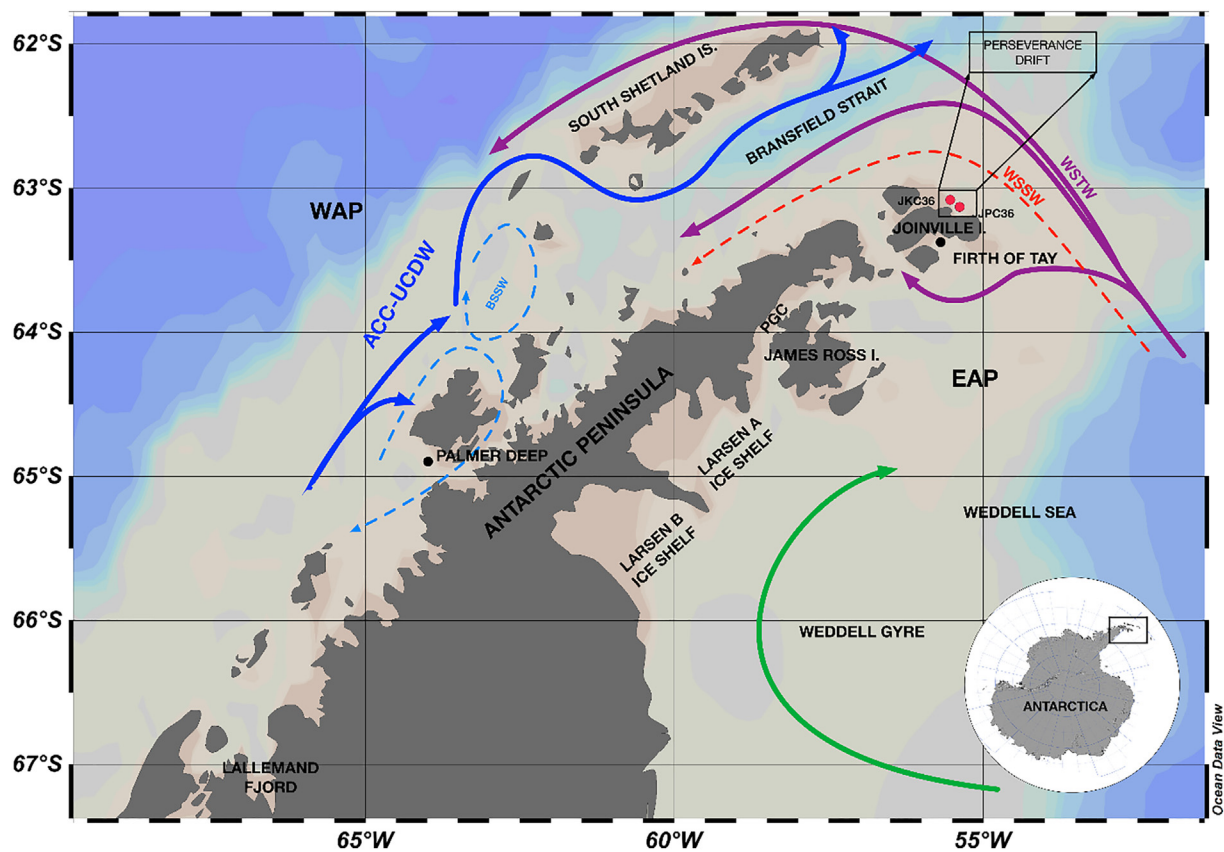 62°S
63°S
64°S
65°S
66°S
67°S
65°W
60°W
55°W
PERSEVERANCE
DRIFT
SOUTH SHETLAND IS.
BRANSFIELD STRAIT
WAP
WSSW
WSTW
JKC36
JPC36
JOINVILLE I.
FIRTH OF TAY
ACC-UCDW
BSSW
PGC
JAMES ROSS I.
EAP
ANTARCTIC PENINSULA
PALMER DEEP
LARSEN A
ICE SHELF
WEDDELL SEA
LARSEN B
ICE SHELF
WEDDELL GYRE
ANTARCTICA
LALLEMAND
FJORD
Ocean Data View